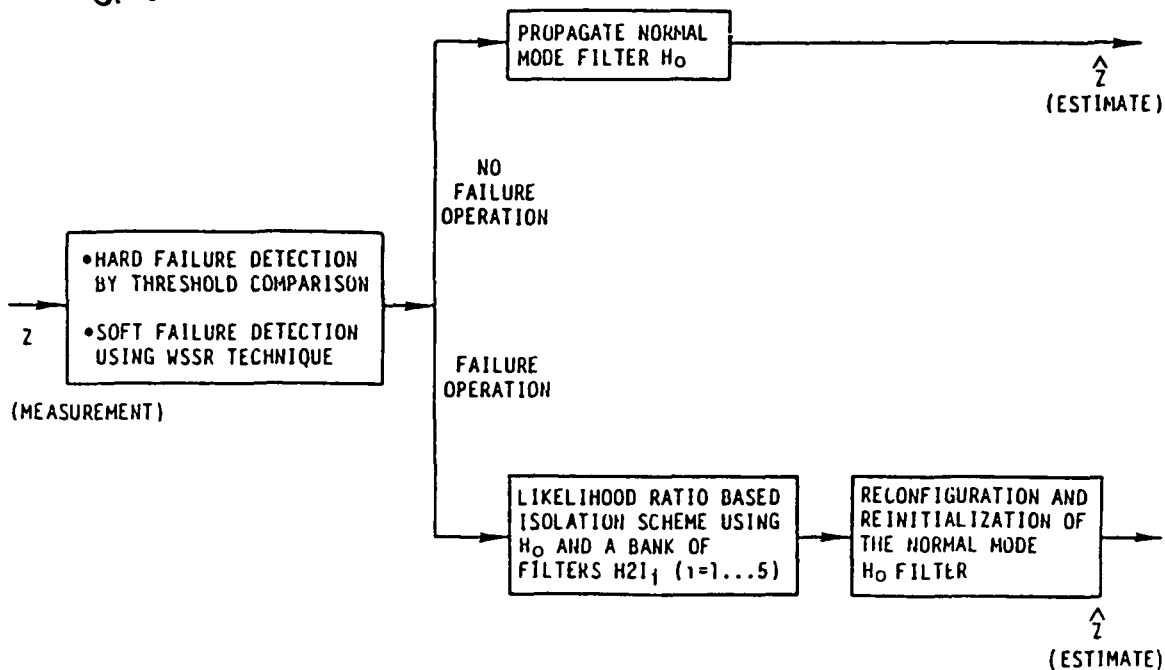 PROPAGATE NORMAL
MODE FILTER H₀
Ẑ
(ESTIMATE)
NO
FAILURE
OPERATION
•HARD FAILURE DETECTION
BY THRESHOLD COMPARISON
•SOFT FAILURE DETECTION
USING WSSR TECHNIQUE
Z
(MEASUREMENT)
FAILURE
OPERATION
LIKELIHOOD RATIO BASED
ISOLATION SCHEME USING
H₀ AND A BANK OF
FILTERS H2Iᵢ (ı=1...5)
RECONFIGURATION AND
REINITIALIZATION OF
THE NORMAL MODE
H₀ FILTER
Ẑ
(ESTIMATE)